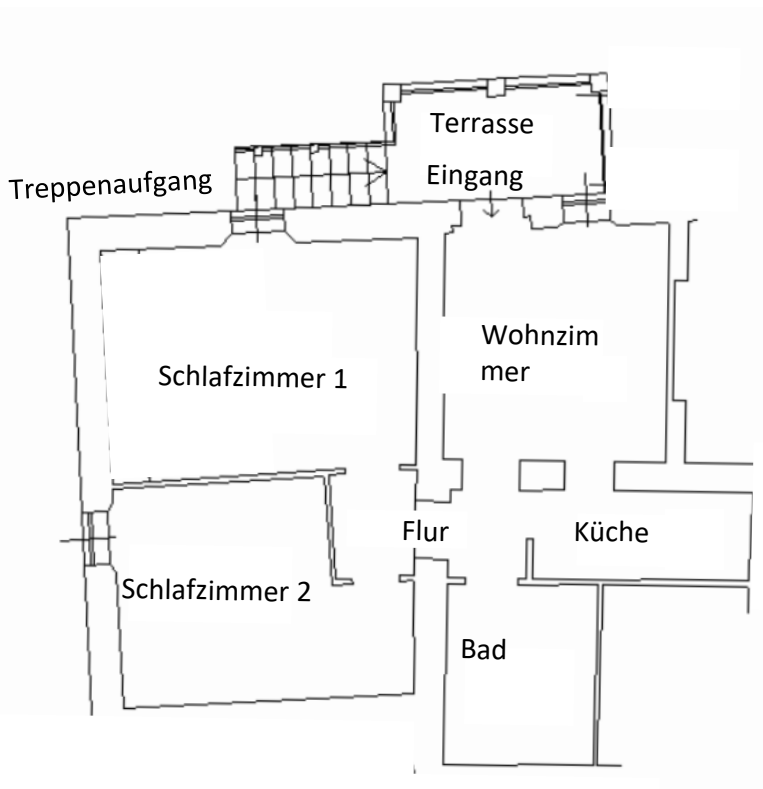 Terrasse
Treppenaufgang
Eingang
Wohnzim
mer
Schlafzimmer 1
Flur
Küche
Schlafzimmer 2
Bad